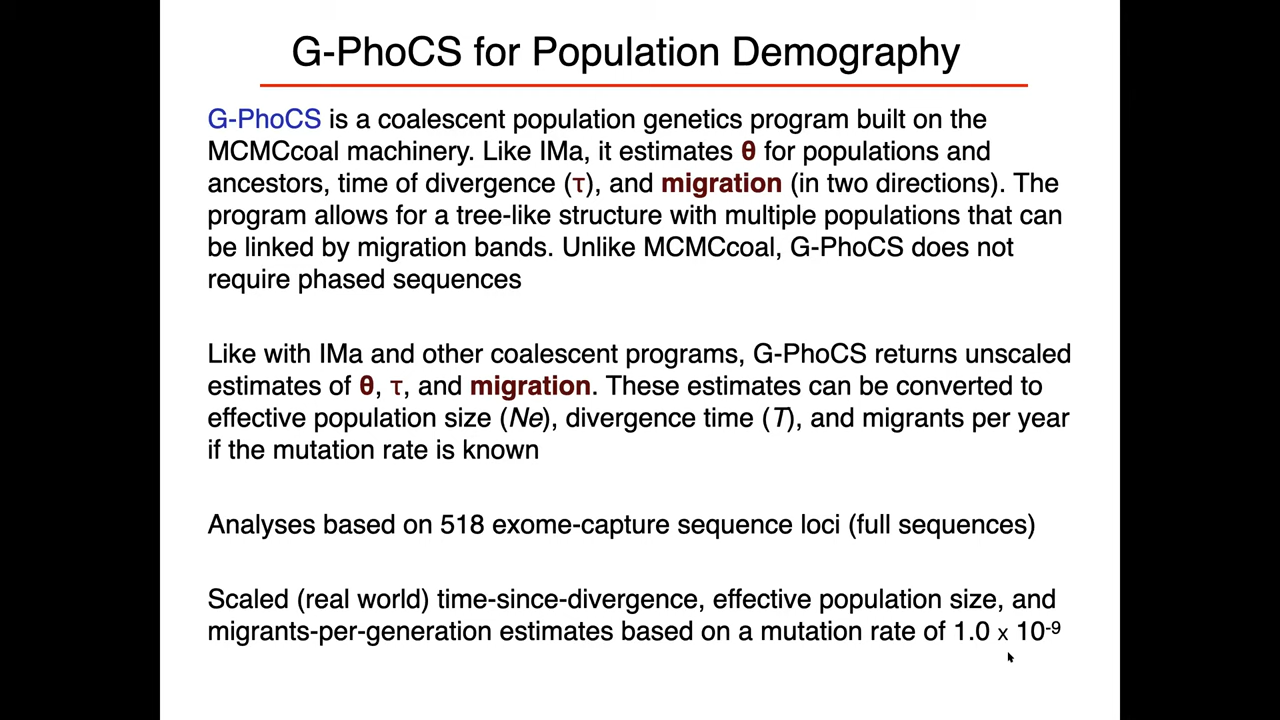 G-PhoCS for Population Demography
G-PhoCS is a coalescent population genetics program built on the
MCMCcoal machinery. Like IMa, it estimates θ for populations and
ancestors, time of divergence (τ), and migration (in two directions). The
program allows for a tree-like structure with multiple populations that can
be linked by migration bands. Unlike MCMCcoal, G-PhoCS does not
require phased sequences
Like with IMa and other coalescent programs, G-PhoCS returns unscaled
estimates of θ, τ, and migration. These estimates can be converted to
effective population size (Ne), divergence time (T), and migrants per year
if the mutation rate is known
Analyses based on 518 exome-capture sequence loci (full sequences)
Scaled (real world) time-since-divergence, effective population size, and
migrants-per-generation estimates based on a mutation rate of 1.0 x 10⁻⁹